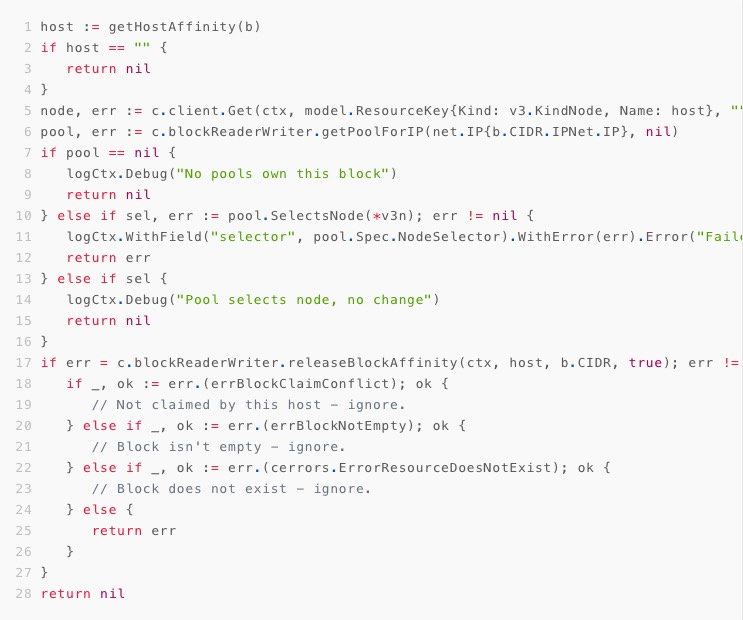 1 host := getHostAffinity(b)
2 if host == "" {
3    return nil
4 }
5 node, err := c.client.Get(ctx, model.ResourceKey{Kind: v3.KindNode, Name: host}, ""
6 pool, err := c.blockReaderWriter.getPoolForIP(net.IP{b.CIDR.IPNet.IP}, nil)
7 if pool == nil {
8    logCtx.Debug("No pools own this block")
9    return nil
10 } else if sel, err := pool.SelectsNode(*v3n); err != nil {
11    logCtx.WithField("selector", pool.Spec.NodeSelector).WithError(err).Error("Faile
12    return err
13 } else if sel {
14    logCtx.Debug("Pool selects node, no change")
15    return nil
16 }
17 if err = c.blockReaderWriter.releaseBlockAffinity(ctx, host, b.CIDR, true); err !=
18    if _, ok := err.(errBlockClaimConflict); ok {
19       // Not claimed by this host – ignore.
20    } else if _, ok := err.(errBlockNotEmpty); ok {
21       // Block isn't empty – ignore.
22    } else if _, ok := err.(cerrors.ErrorResourceDoesNotExist); ok {
23       // Block does not exist – ignore.
24    } else {
25       return err
26    }
27 }
28 return nil